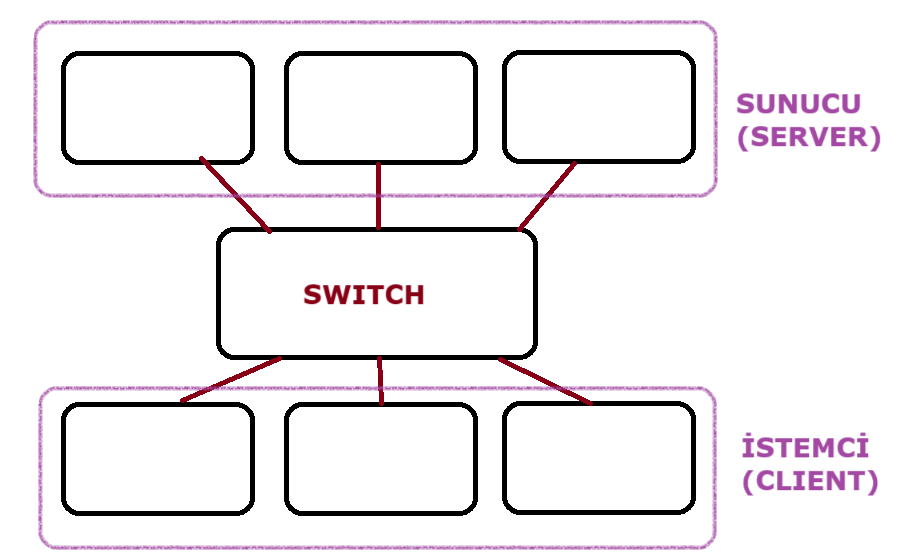 SUNUCU
(SERVER)
SWITCH
İSTEMCİ
(CLIENT)